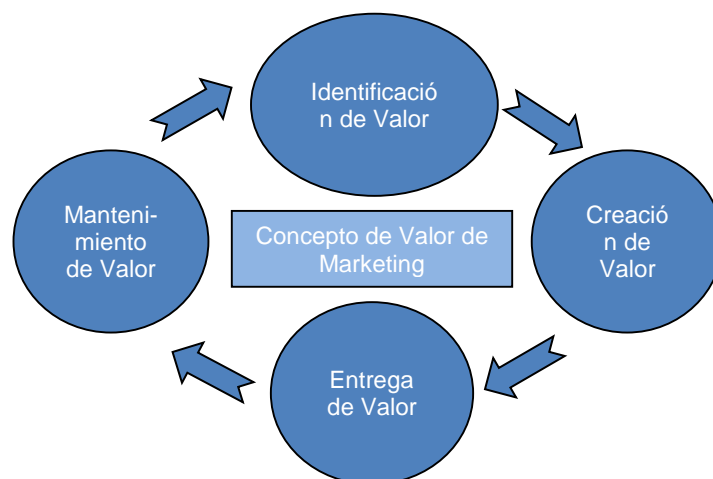 Identificació
n de Valor
Manteni-
miento
de Valor
Concepto de Valor de
Marketing
Creació
n de
Valor
Entrega
de Valor